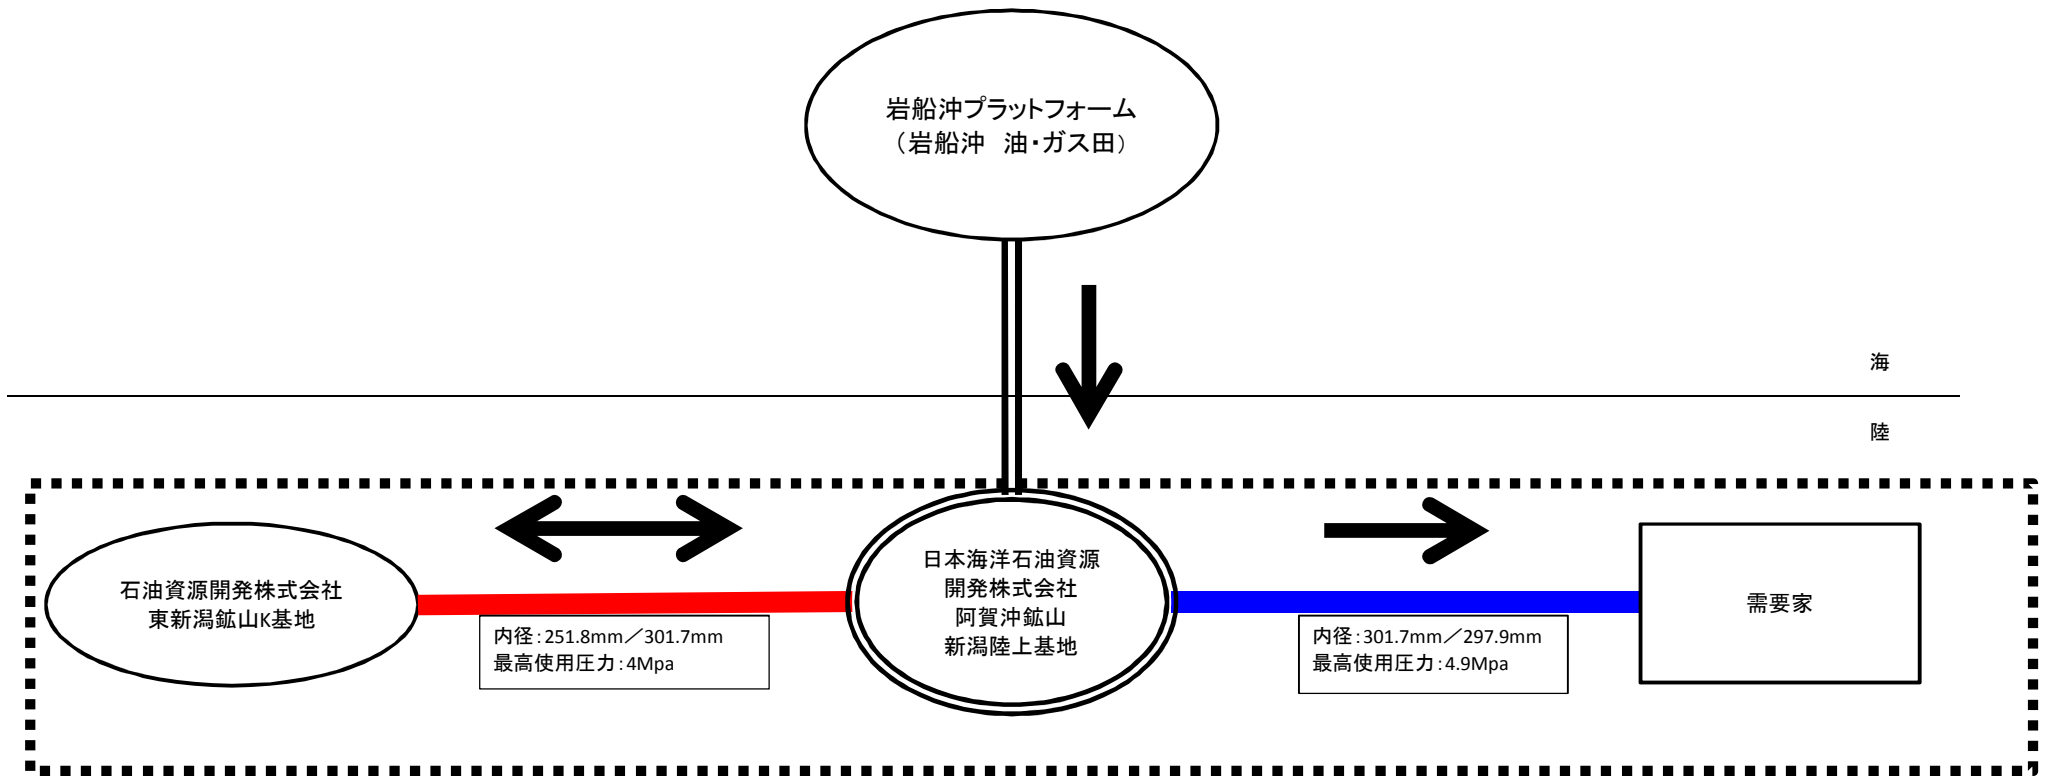 岩船沖プラットフォーム
（岩船沖　油・ガス田）
海
陸
石油資源開発株式会社
東新潟鉱山K基地
内径：251.8mm／301.7mm
最高使用圧力：4Mpa
日本海洋石油資源
開発株式会社
阿賀沖鉱山
新潟陸上基地
内径：301.7mm／297.9mm
最高使用圧力：4.9Mpa
需要家